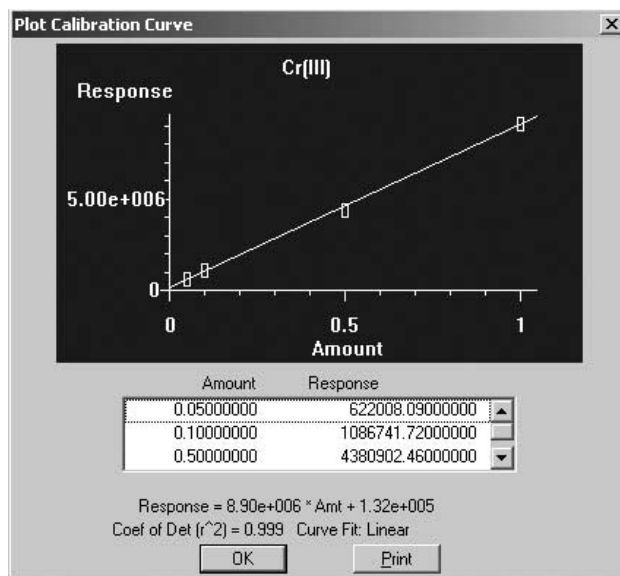 Plot Calibration Curve
Cr(III)
Response
5.00e+006
0
0 0.5 1
Amount
Amount Response
0.05000000 622008.09000000
0.10000000 1086741.72000000
0.50000000 4380902.46000000
Response = 8.90e+006 * Amt + 1.32e+005
Coef of Det (r^2) = 0.999 Curve Fit: Linear
OK Print